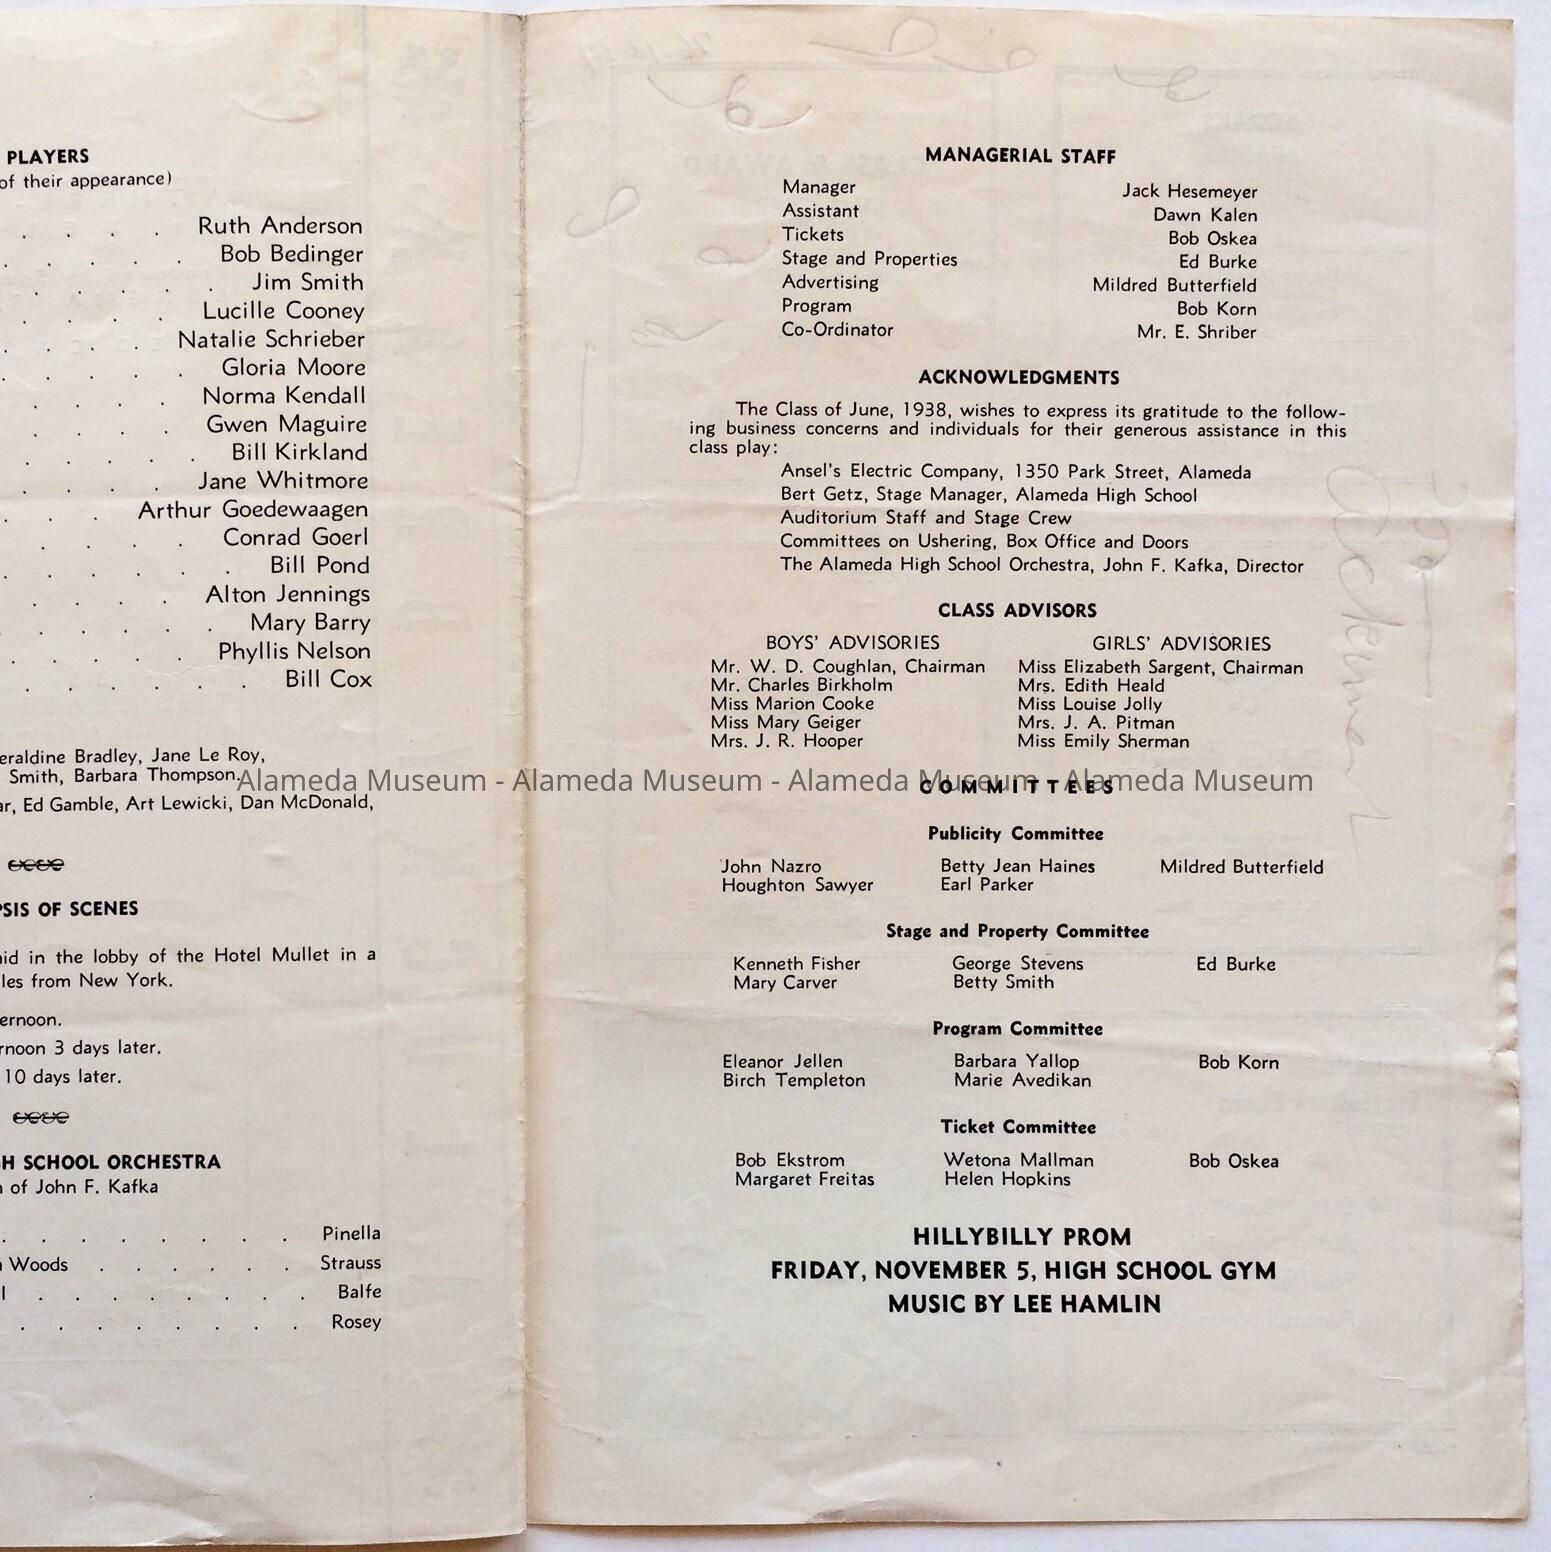 PLAYERS
of their appearance)
. . . . Ruth Anderson
. . . . . Bob Bedinger
. . . . . Jim Smith
. . . . Lucille Cooney
. . . . Natalie Schrieber
. . . . . Gloria Moore
. . . . Norma Kendall
. . . . Gwen Maguire
. . . . . Bill Kirkland
. . . . Jane Whitmore
. . . Arthur Goedewaagen
. . . . Conrad Goerl
. . . . . . Bill Pond
. . . . Alton Jennings
. . . . . Mary Barry
. . . . . Phyllis Nelson
. . . . . . Bill Cox
eraldine Bradley, Jane Le Roy,
Smith, Barbara Thompson.
ar, Ed Gamble, Art Lewicki, Dan McDonald,
PSIS OF SCENES
aid in the lobby of the Hotel Mullet in a
les from New York.
ernoon.
rnoon 3 days later.
10 days later.
GH SCHOOL ORCHESTRA
n of John F. Kafka
. . . . . . . . Pinella
Woods . . . . . . Strauss
l . . . . . . . . Balfe
. . . . . . . . Rosey
MANAGERIAL STAFF
Manager Jack Hesemeyer
Assistant Dawn Kalen
Tickets Bob Oskea
Stage and Properties Ed Burke
Advertising Mildred Butterfield
Program Bob Korn
Co-Ordinator Mr. E. Shriber
ACKNOWLEDGMENTS
The Class of June, 1938, wishes to express its gratitude to the follow-
ing business concerns and individuals for their generous assistance in this
class play:
Ansel's Electric Company, 1350 Park Street, Alameda
Bert Getz, Stage Manager, Alameda High School
Auditorium Staff and Stage Crew
Committees on Ushering, Box Office and Doors
The Alameda High School Orchestra, John F. Kafka, Director
CLASS ADVISORS
BOYS' ADVISORIES GIRLS' ADVISORIES
Mr. W. D. Coughlan, Chairman Miss Elizabeth Sargent, Chairman
Mr. Charles Birkholm Mrs. Edith Heald
Miss Marion Cooke Miss Louise Jolly
Miss Mary Geiger Mrs. J. A. Pitman
Mrs. J. R. Hooper Miss Emily Sherman
Alameda Museum - Alameda Museum - Alameda Museum - Alameda Museum
COMMITTEES
Publicity Committee
John Nazro Betty Jean Haines Mildred Butterfield
Houghton Sawyer Earl Parker
Stage and Property Committee
Kenneth Fisher George Stevens Ed Burke
Mary Carver Betty Smith
Program Committee
Eleanor Jellen Barbara Yallop Bob Korn
Birch Templeton Marie Avedikan
Ticket Committee
Bob Ekstrom Wetona Mallman Bob Oskea
Margaret Freitas Helen Hopkins
HILLYBILLY PROM
FRIDAY, NOVEMBER 5, HIGH SCHOOL GYM
MUSIC BY LEE HAMLIN